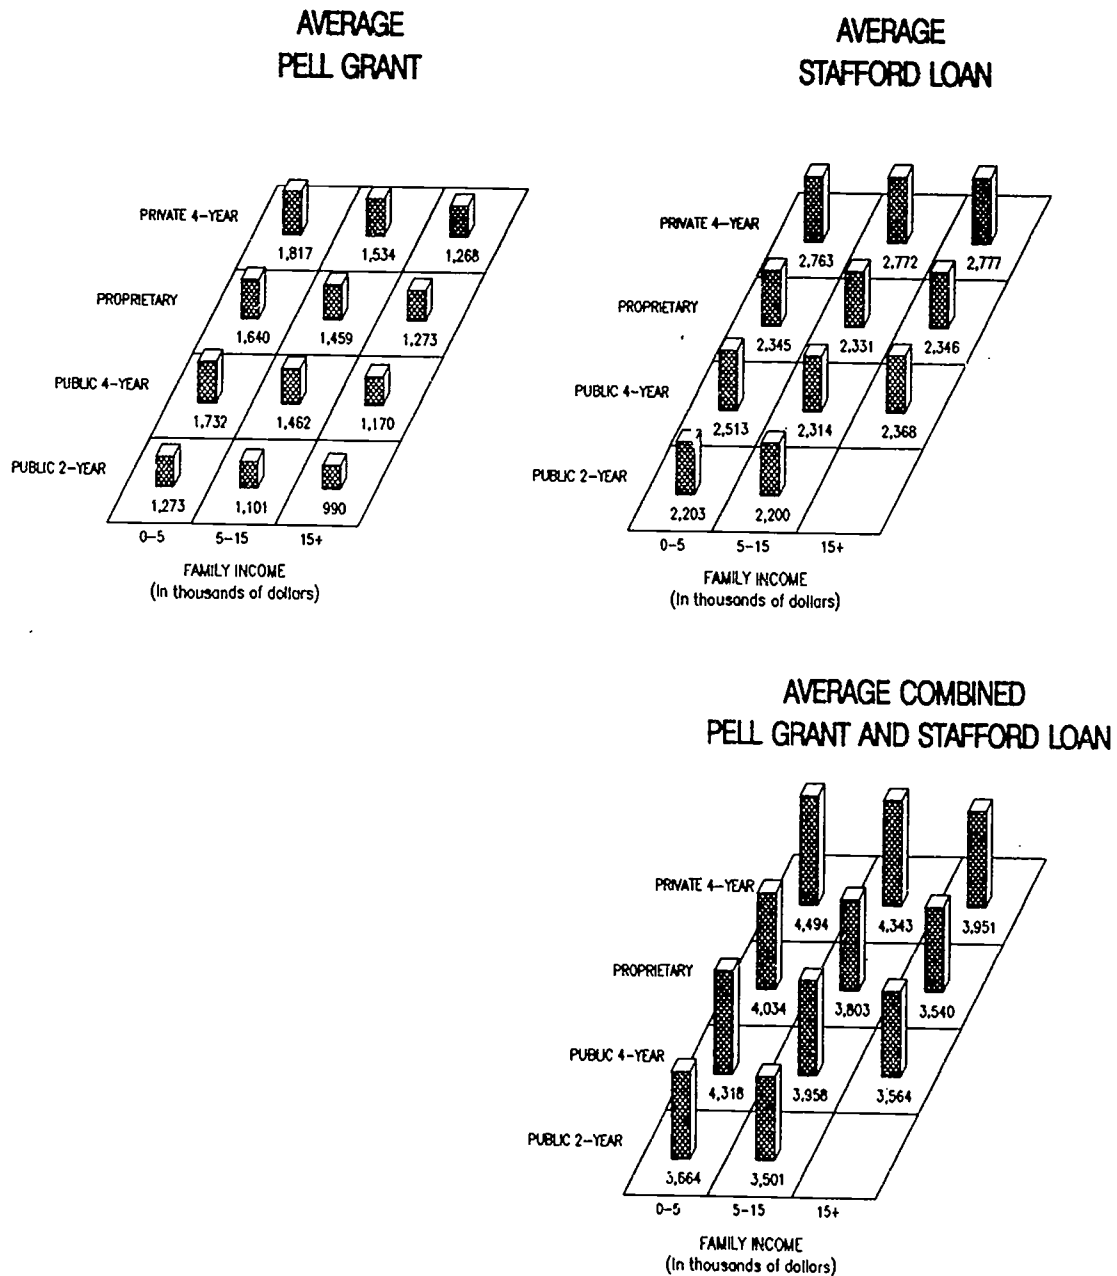 AVERAGE
PELL GRANT
PRIVATE 4-YEAR
1,817 1,534 1,268
PROPRIETARY
1,640 1,459 1,273
PUBLIC 4-YEAR
1,732 1,462 1,170
PUBLIC 2-YEAR
1,273 1,101 990
0-5 5-15 15+
FAMILY INCOME
(In thousands of dollars)
AVERAGE
STAFFORD LOAN
PRIVATE 4-YEAR
2,763 2,772 2,777
PROPRIETARY
2,345 2,331 2,346
PUBLIC 4-YEAR
2,513 2,314 2,368
PUBLIC 2-YEAR
2,203 2,200
0-5 5-15 15+
FAMILY INCOME
(In thousands of dollars)
AVERAGE COMBINED
PELL GRANT AND STAFFORD LOAN
PRIVATE 4-YEAR
4,494 4,343 3,951
PROPRIETARY
4,034 3,803 3,540
PUBLIC 4-YEAR
4,318 3,958 3,564
PUBLIC 2-YEAR
3,664 3,501
0-5 5-15 15+
FAMILY INCOME
(In thousands of dollars)